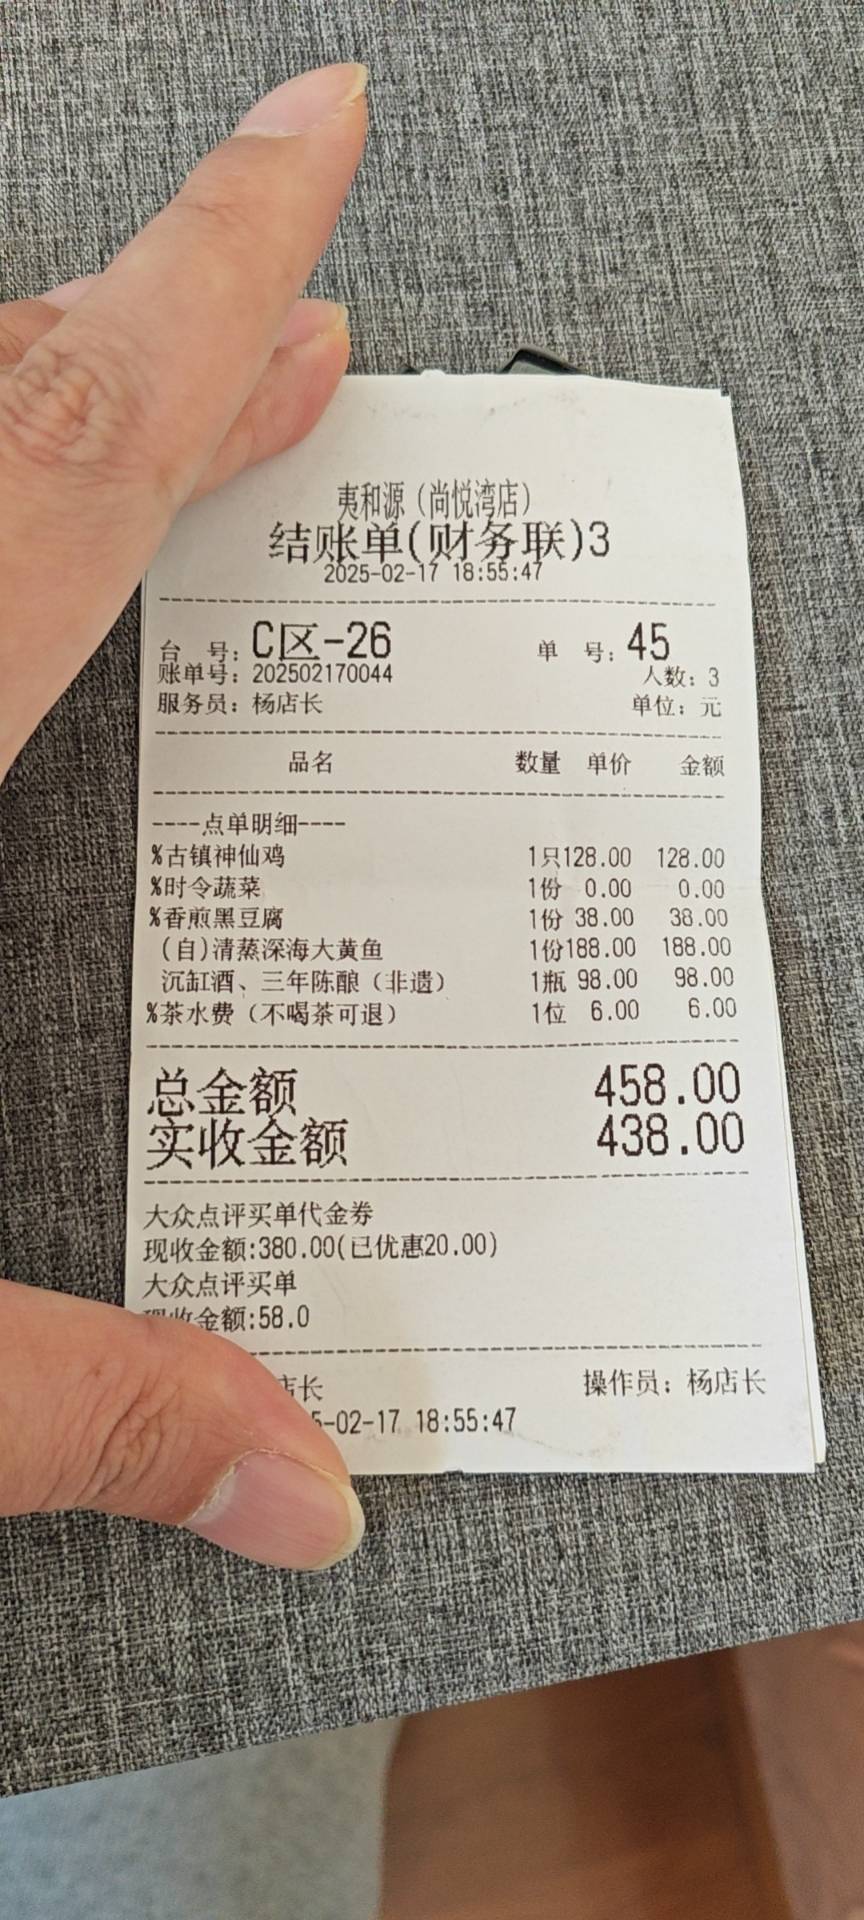 夷和源（尚悦湾店）
结账单(财务联)3
2025-02-17 18:55:47
台 号: C区-26 单 号: 45
账单号: 202502170044 人数: 3
服务员: 杨店长 单位: 元
品名 数量 单价 金额
----点单明细----
%古镇神仙鸡 1只128.00 128.00
%时令蔬菜 1份 0.00 0.00
%香煎黑豆腐 1份 38.00 38.00
(自)清蒸深海大黄鱼 1份188.00 188.00
沉缸酒、三年陈酿（非遗） 1瓶 98.00 98.00
%茶水费（不喝茶可退） 1位 6.00 6.00
总金额 458.00
实收金额 438.00
大众点评买单代金券
现收金额:380.00(已优惠20.00)
大众点评买单
现收金额:58.0
店长 操作员: 杨店长
5-02-17 18:55:47